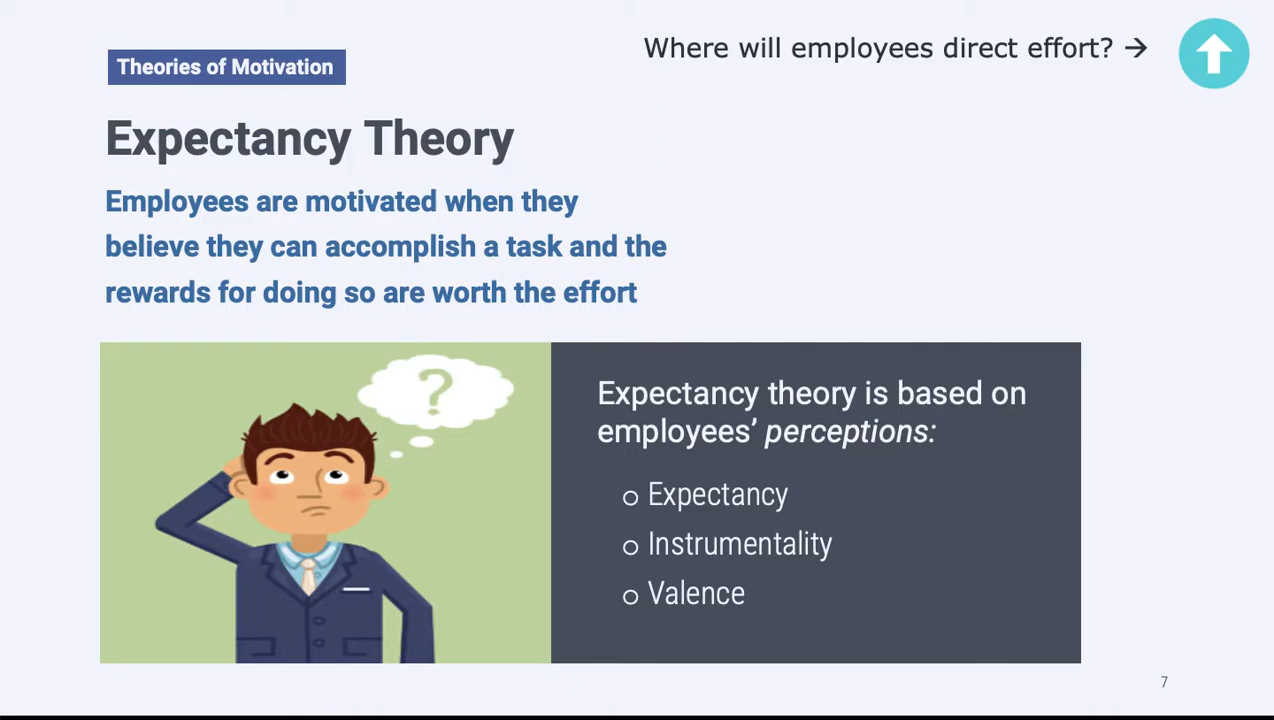 Where will employees direct effort? →
Theories of Motivation
Expectancy Theory
Employees are motivated when they
believe they can accomplish a task and the
rewards for doing so are worth the effort
?
Expectancy theory is based on
employees’ perceptions:
o Expectancy
o Instrumentality
o Valence
7